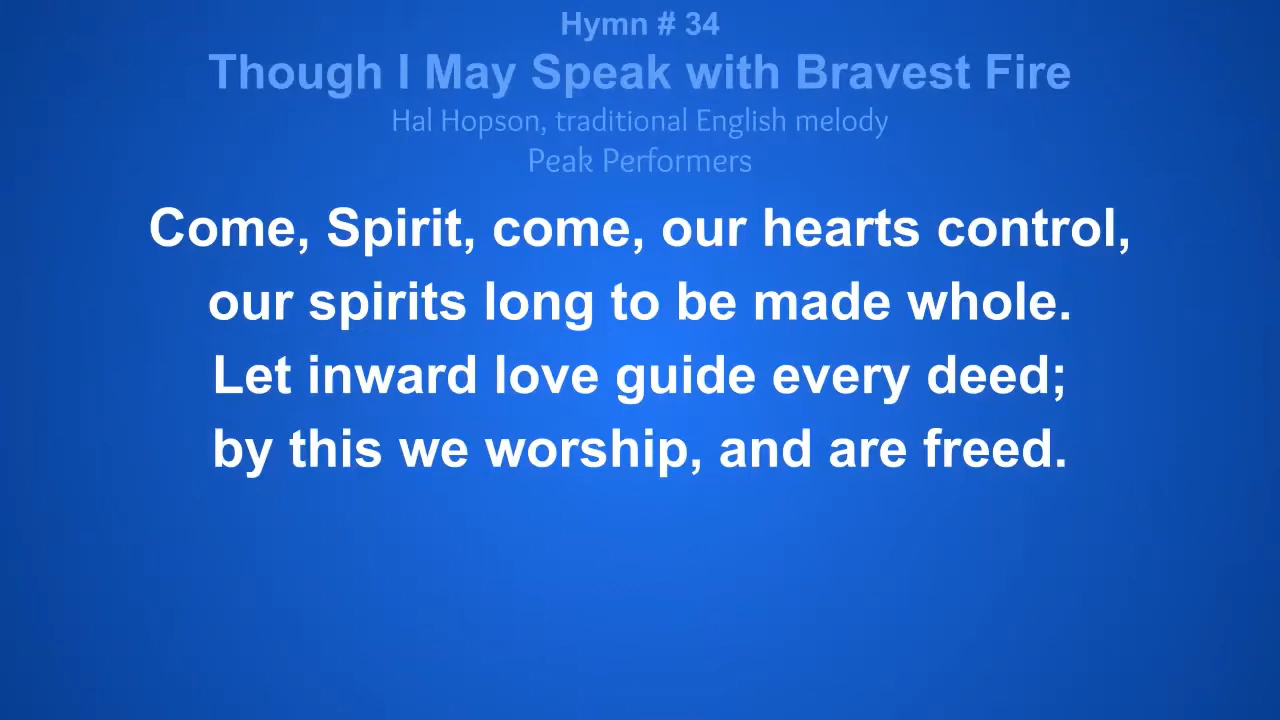 Hymn # 34
Though I May Speak with Bravest Fire
Hal Hopson, traditional English melody
Peak Performers
Come, Spirit, come, our hearts control,
our spirits long to be made whole.
Let inward love guide every deed;
by this we worship, and are freed.